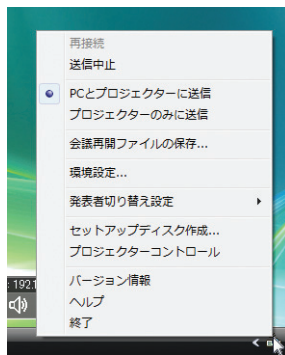 再接続
送信中止
PCとプロジェクターに送信
プロジェクターのみに送信
会議再開ファイルの保存...
環境設定...
発表者切り替え設定
セットアップディスク作成...
プロジェクターコントロール
バージョン情報
ヘルプ
終了
: 192.1